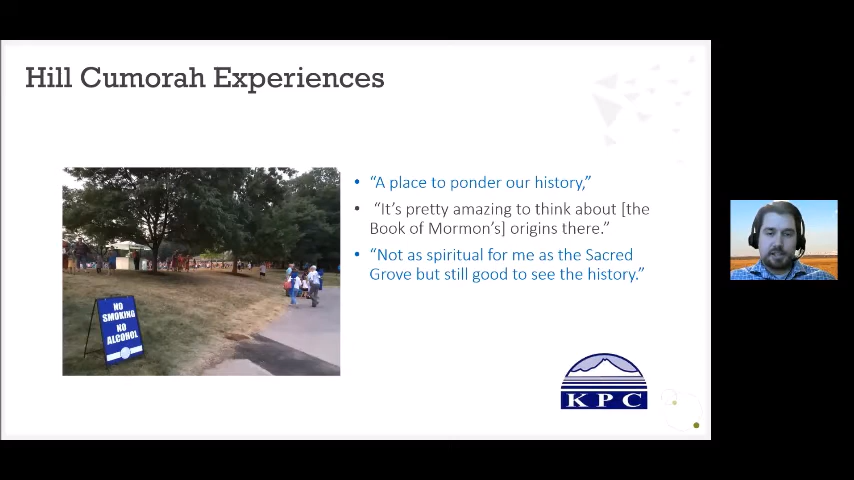 Hill Cumorah Experiences
• “A place to ponder our history,”
• “It’s pretty amazing to think about [the
Book of Mormon’s] origins there.”
• “Not as spiritual for me as the Sacred
Grove but still good to see the history.”
NO
SMOKING
NO
ALCOHOL
KPC